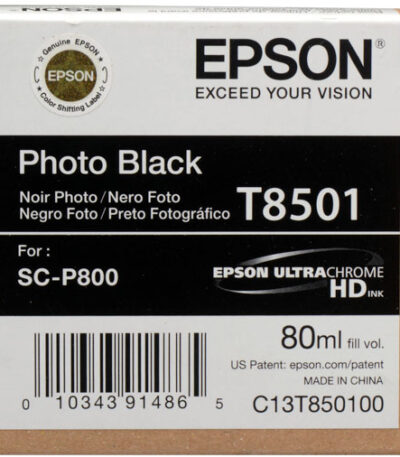 Genuine EPSON
EPSON
Color Shifting Label
EPSON®
EXCEED YOUR VISION
Photo Black
Noir Photo/Nero Foto
Negro Foto/Preto Fotográfico
T8501
For :
SC-P800
EPSON ULTRACHROME
HD INK
80ml fill vol.
US Patent: epson.com/patent
MADE IN CHINA
0 10343 91486 5
C13T850100